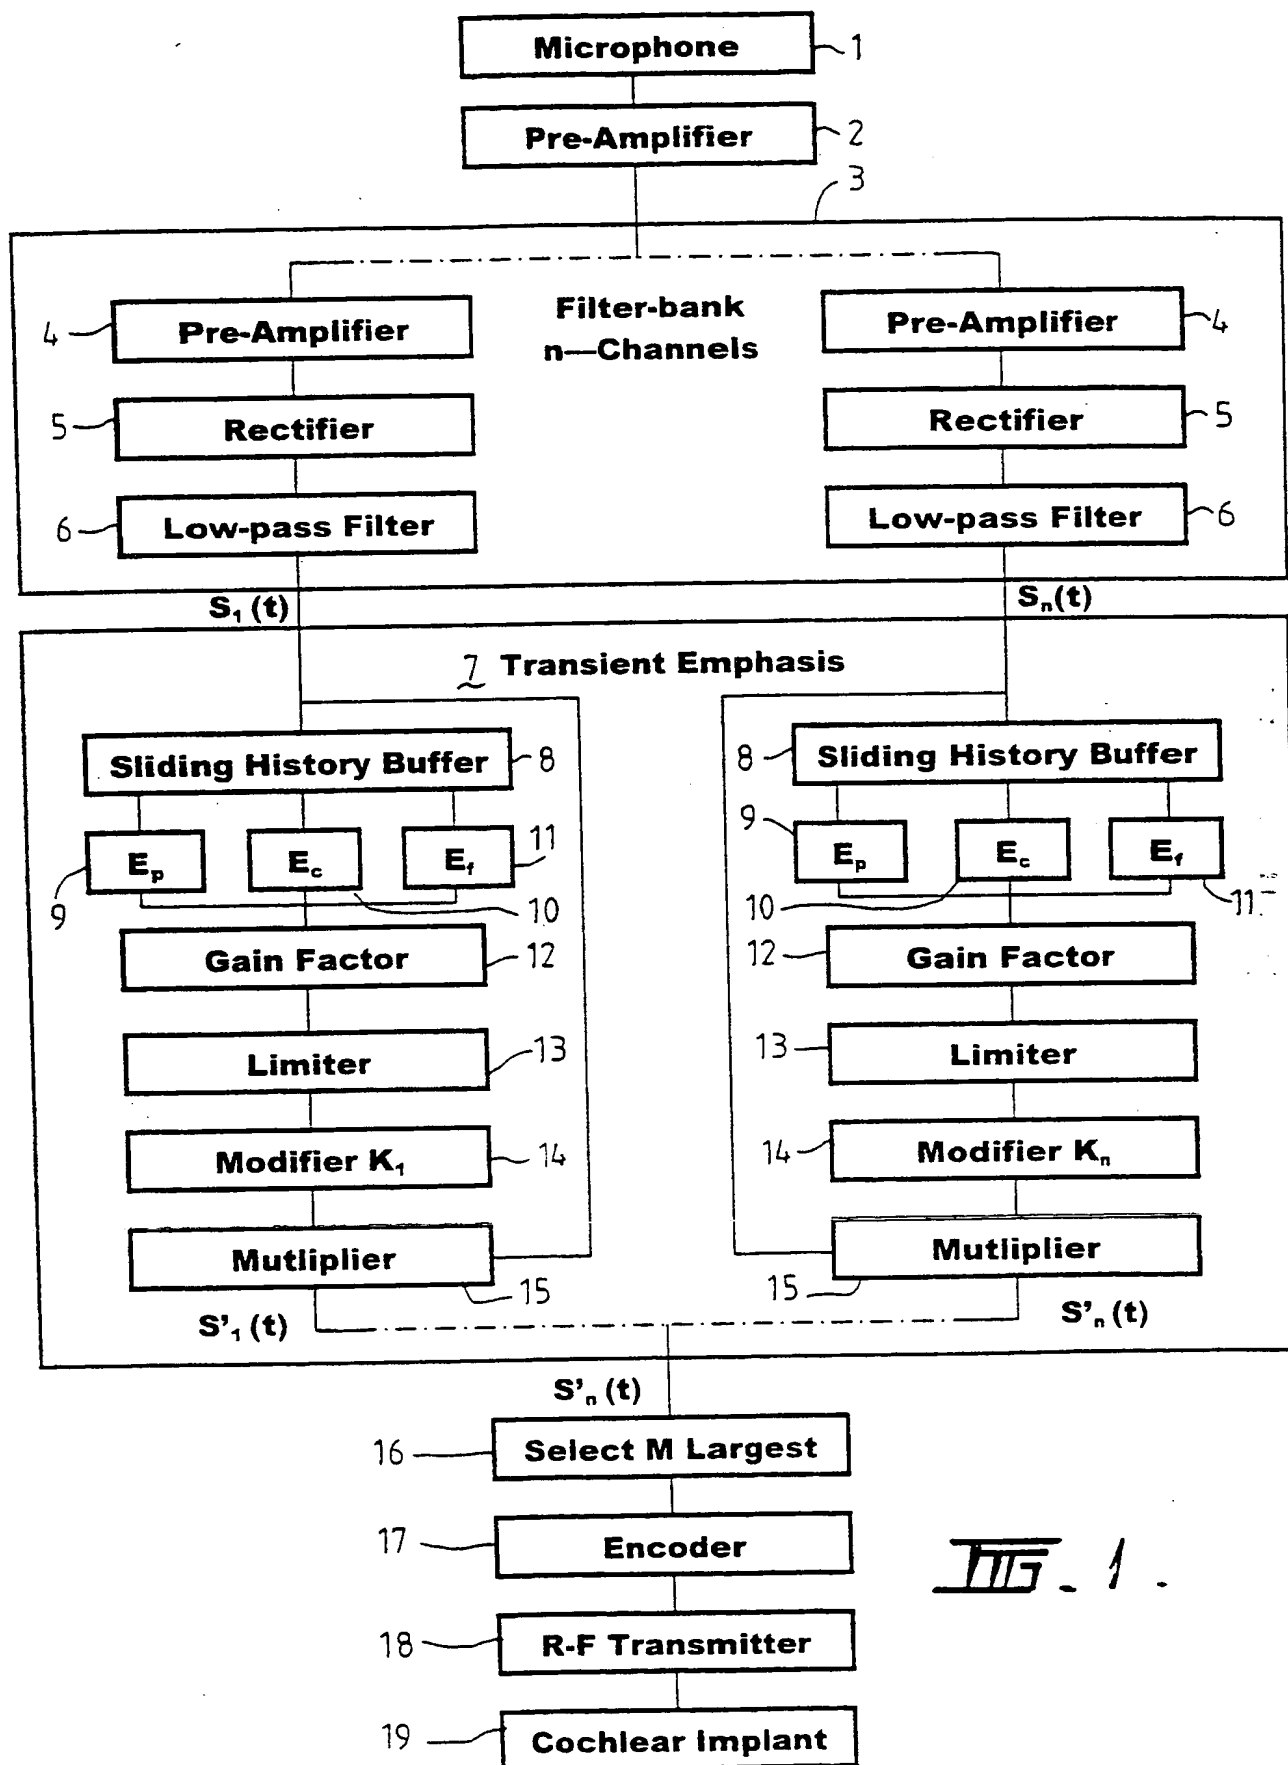 Microphone 1
Pre-Amplifier 2
3
Filter-bank
n—Channels
4 Pre-Amplifier
Pre-Amplifier 4
5 Rectifier
Rectifier 5
6 Low-pass Filter
Low-pass Filter 6
S₁ (t)
Sₙ(t)
7 Transient Emphasis
Sliding History Buffer 8
8 Sliding History Buffer
9 Eₚ E꜀ 10 E_f 11
9 Eₚ 10 E꜀ E_f 11
Gain Factor 12
12 Gain Factor
Limiter 13
13 Limiter
Modifier K₁ 14
14 Modifier Kₙ
Mutliplier 15
15 Mutliplier
S'₁ (t)
S'ₙ (t)
S'ₙ (t)
16 Select M Largest
17 Encoder
18 R-F Transmitter
19 Cochlear Implant
FIG. 1.